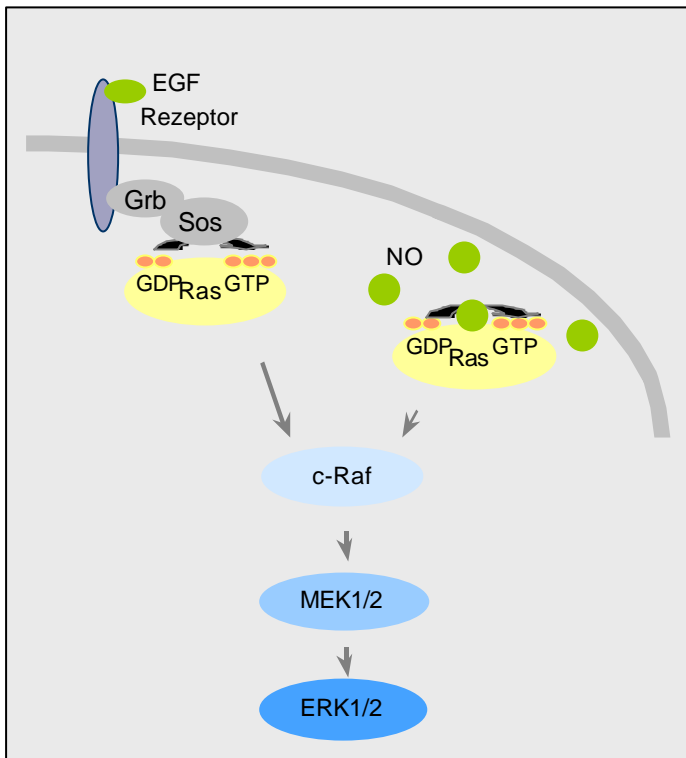 EGF
Rezeptor
Grb
Sos
GDP Ras GTP
NO
GDP Ras GTP
c-Raf
MEK1/2
ERK1/2